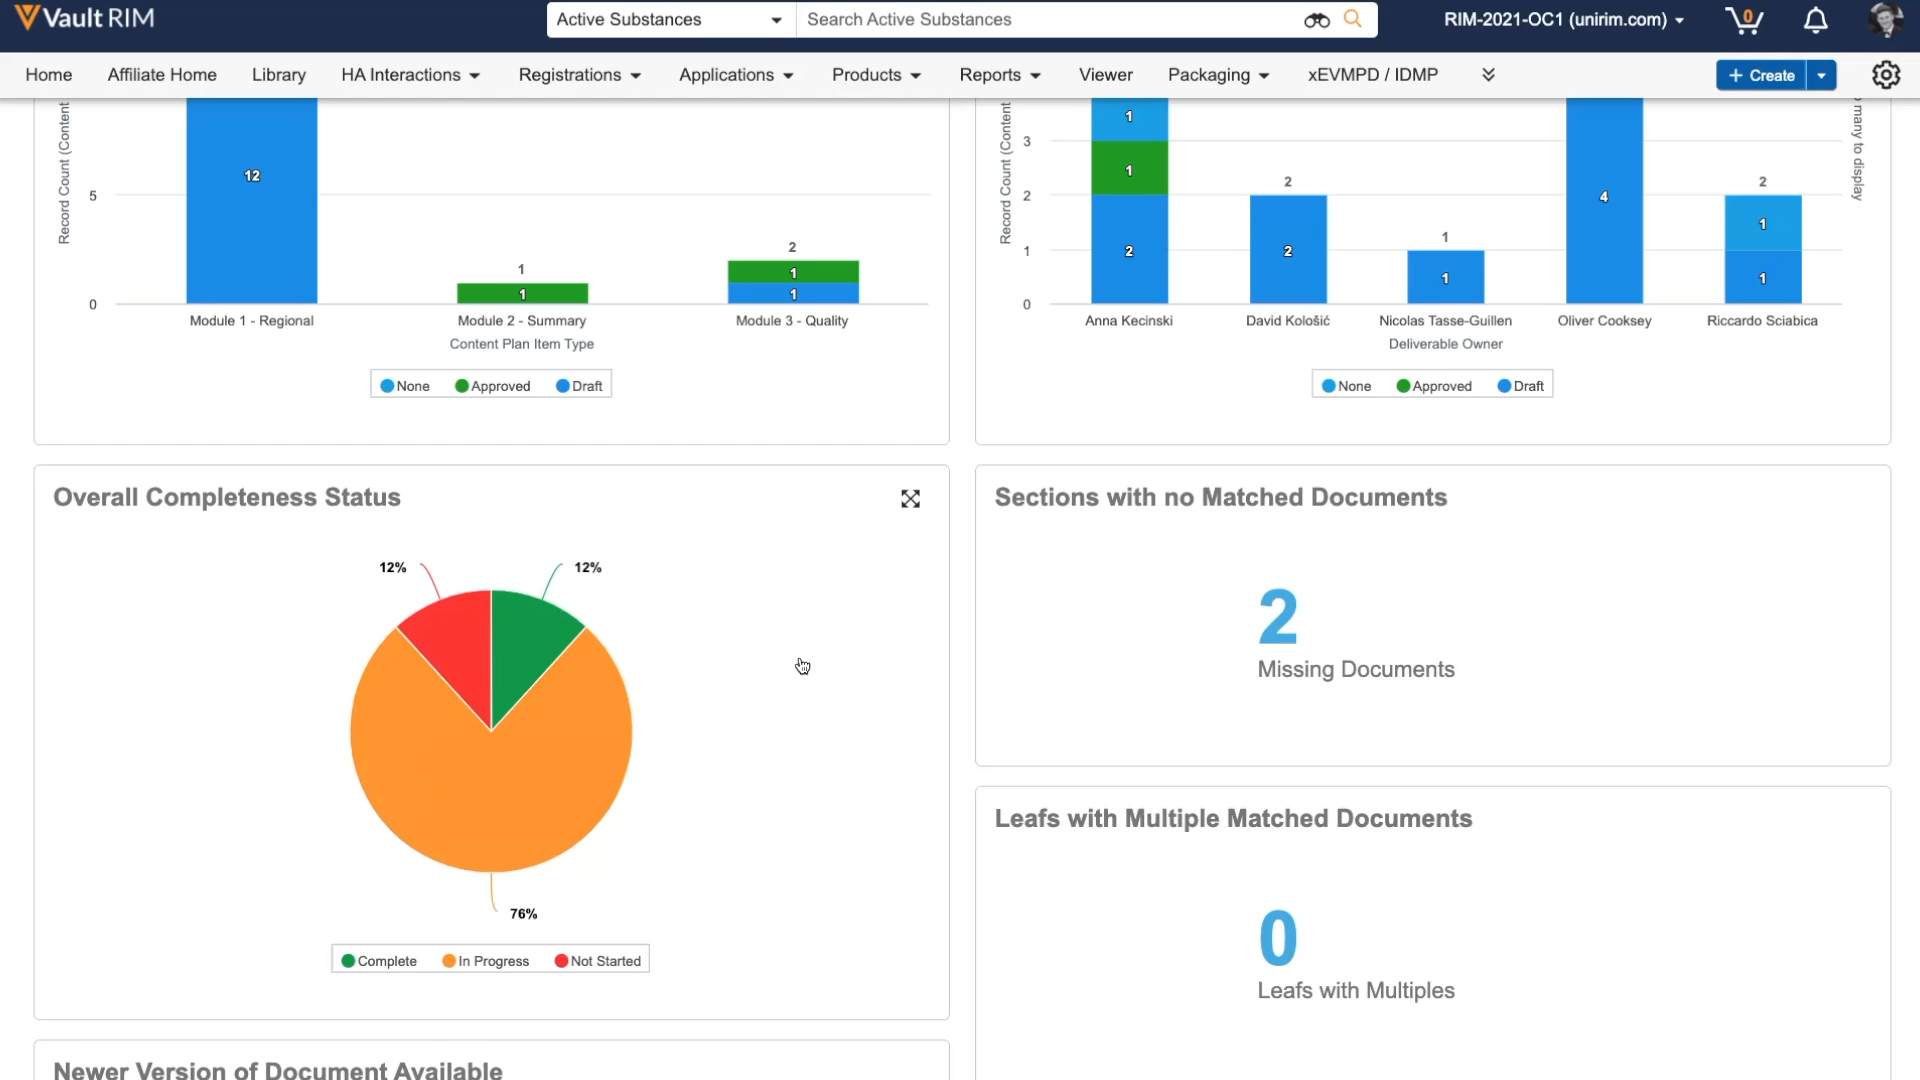 Vault RIM
Active Substances
Search Active Substances
RIM-2021-OC1 (unirim.com)
0
Home
Affiliate Home
Library
HA Interactions
Registrations
Applications
Products
Reports
Viewer
Packaging
xEVMPD / IDMP
+ Create
Record Count (Content
5
0
12
1
1
2
1
1
Module 1 - Regional
Module 2 - Summary
Module 3 - Quality
Content Plan Item Type
None
Approved
Draft
Record Count (Content
3
2
1
0
1
1
2
2
2
1
1
4
2
1
1
many to display
Anna Kecinski
David Kološić
Nicolas Tasse-Guillen
Oliver Cooksey
Riccardo Sciabica
Deliverable Owner
None
Approved
Draft
Overall Completeness Status
12%
12%
76%
Complete
In Progress
Not Started
Sections with no Matched Documents
2
Missing Documents
Leafs with Multiple Matched Documents
0
Leafs with Multiples
Newer Version of Document Available